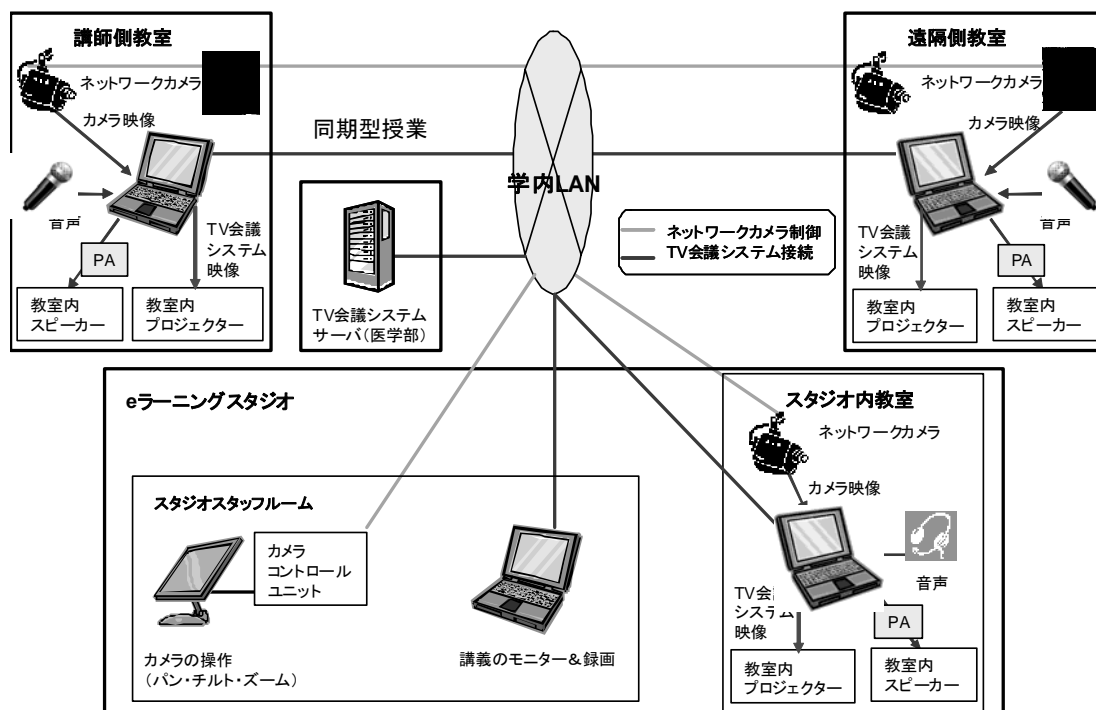 講師側教室
ネットワークカメラ
カメラ映像
音声
PA
TV会議
システム
映像
教室内
スピーカー
教室内
プロジェクター
同期型授業
学内LAN
TV会議システム
サーバ(医学部)
ネットワークカメラ制御
TV会議システム接続
遠隔側教室
ネットワークカメラ
カメラ映像
音声
TV会議
システム
映像
PA
教室内
プロジェクター
教室内
スピーカー
eラーニングスタジオ
スタジオスタッフルーム
カメラ
コントロール
ユニット
カメラの操作
(パン・チルト・ズーム)
講義のモニター&録画
スタジオ内教室
ネットワークカメラ
カメラ映像
音声
TV会議
システム
映像
PA
教室内
プロジェクター
教室内
スピーカー